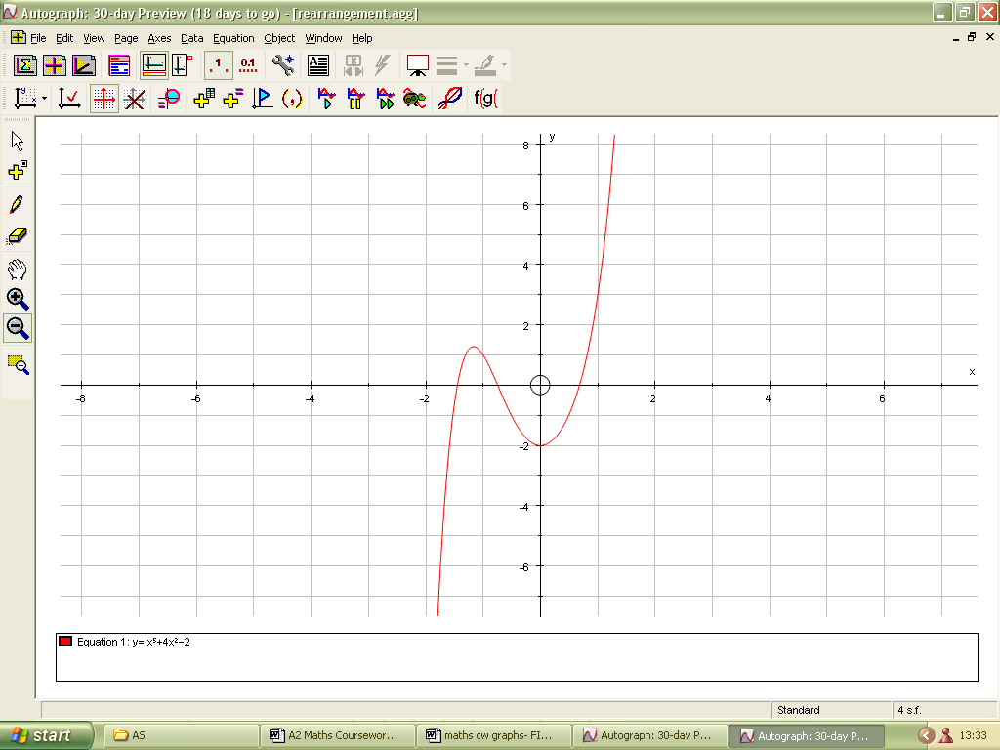 Autograph: 30-day Preview (18 days to go) - [rearrangement.agg]
File Edit View Page Axes Data Equation Object Window Help
.1. 0.1
f(g(
y
8
6
4
2
x
-8 -6 -4 -2 2 4 6
-2
-4
-6
Equation 1: y= x⁵+4x²−2
Standard 4 s.f.
start AS A2 Maths Coursewor... maths cw graphs- FI... Autograph: 30-day P... Autograph: 30-day P... 13:33